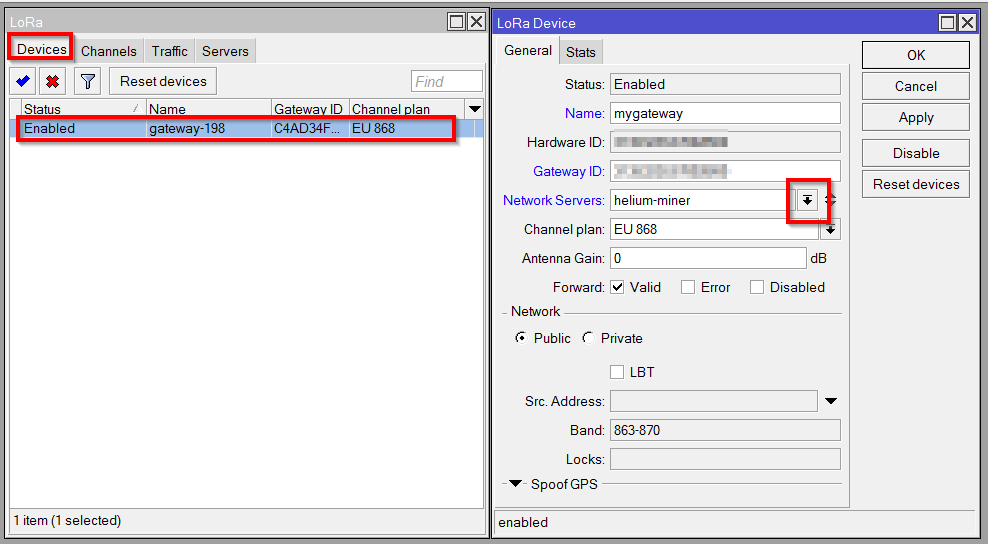 LoRa
Devices Channels Traffic Servers
Reset devices Find
Status Name Gateway ID Channel plan
Enabled gateway-198 C4AD34F... EU 868
1 item (1 selected)
LoRa Device
General Stats
Status: Enabled
Name: mygateway
Hardware ID:
Gateway ID:
Network Servers: helium-miner
Channel plan: EU 868
Antenna Gain: 0 dB
Forward: Valid Error Disabled
Network
Public Private
LBT
Src. Address:
Band: 863-870
Locks:
Spoof GPS
enabled
OK
Cancel
Apply
Disable
Reset devices